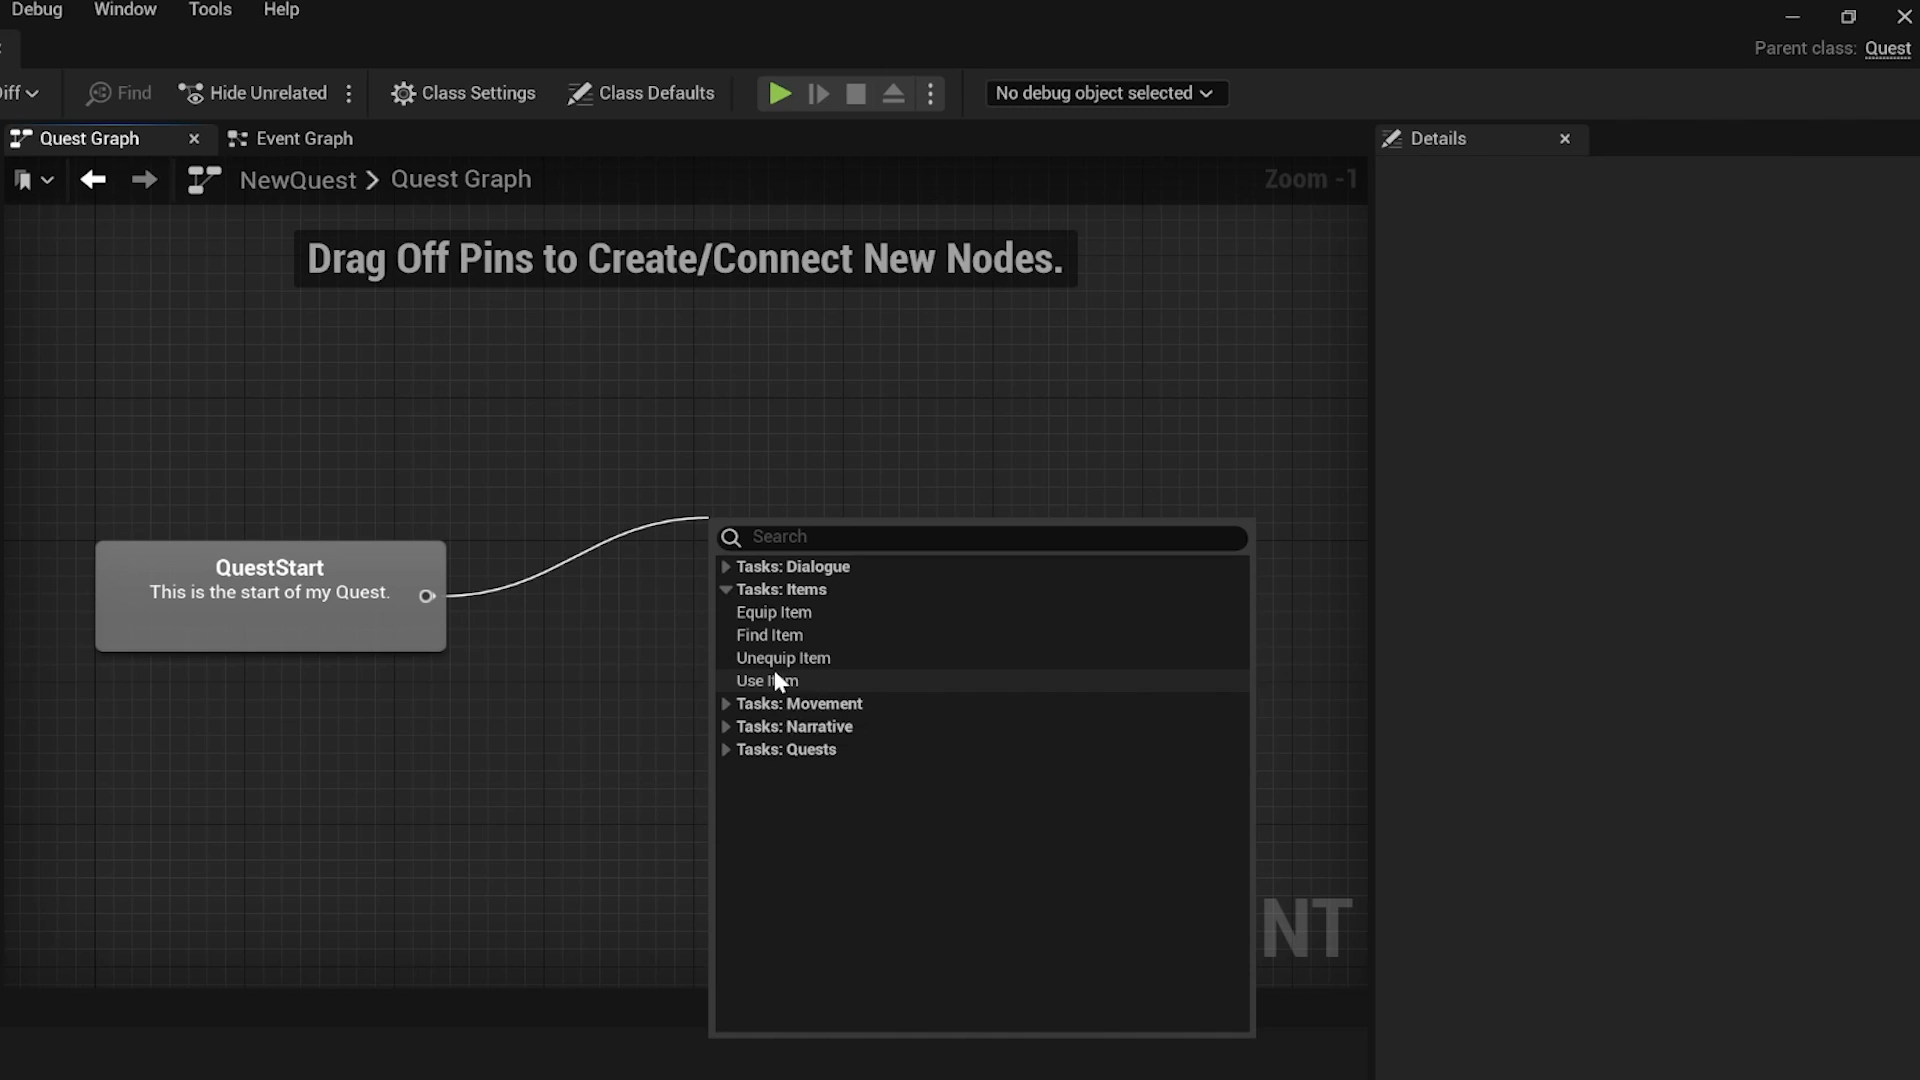 Debug Window Tools Help
Parent class: Quest
iff Find Hide Unrelated Class Settings Class Defaults No debug object selected
Quest Graph Event Graph Details
NewQuest > Quest Graph Zoom -1
Drag Off Pins to Create/Connect New Nodes.
QuestStart
This is the start of my Quest.
Search
Tasks: Dialogue
Tasks: Items
Equip Item
Find Item
Unequip Item
Use Item
Tasks: Movement
Tasks: Narrative
Tasks: Quests
NT